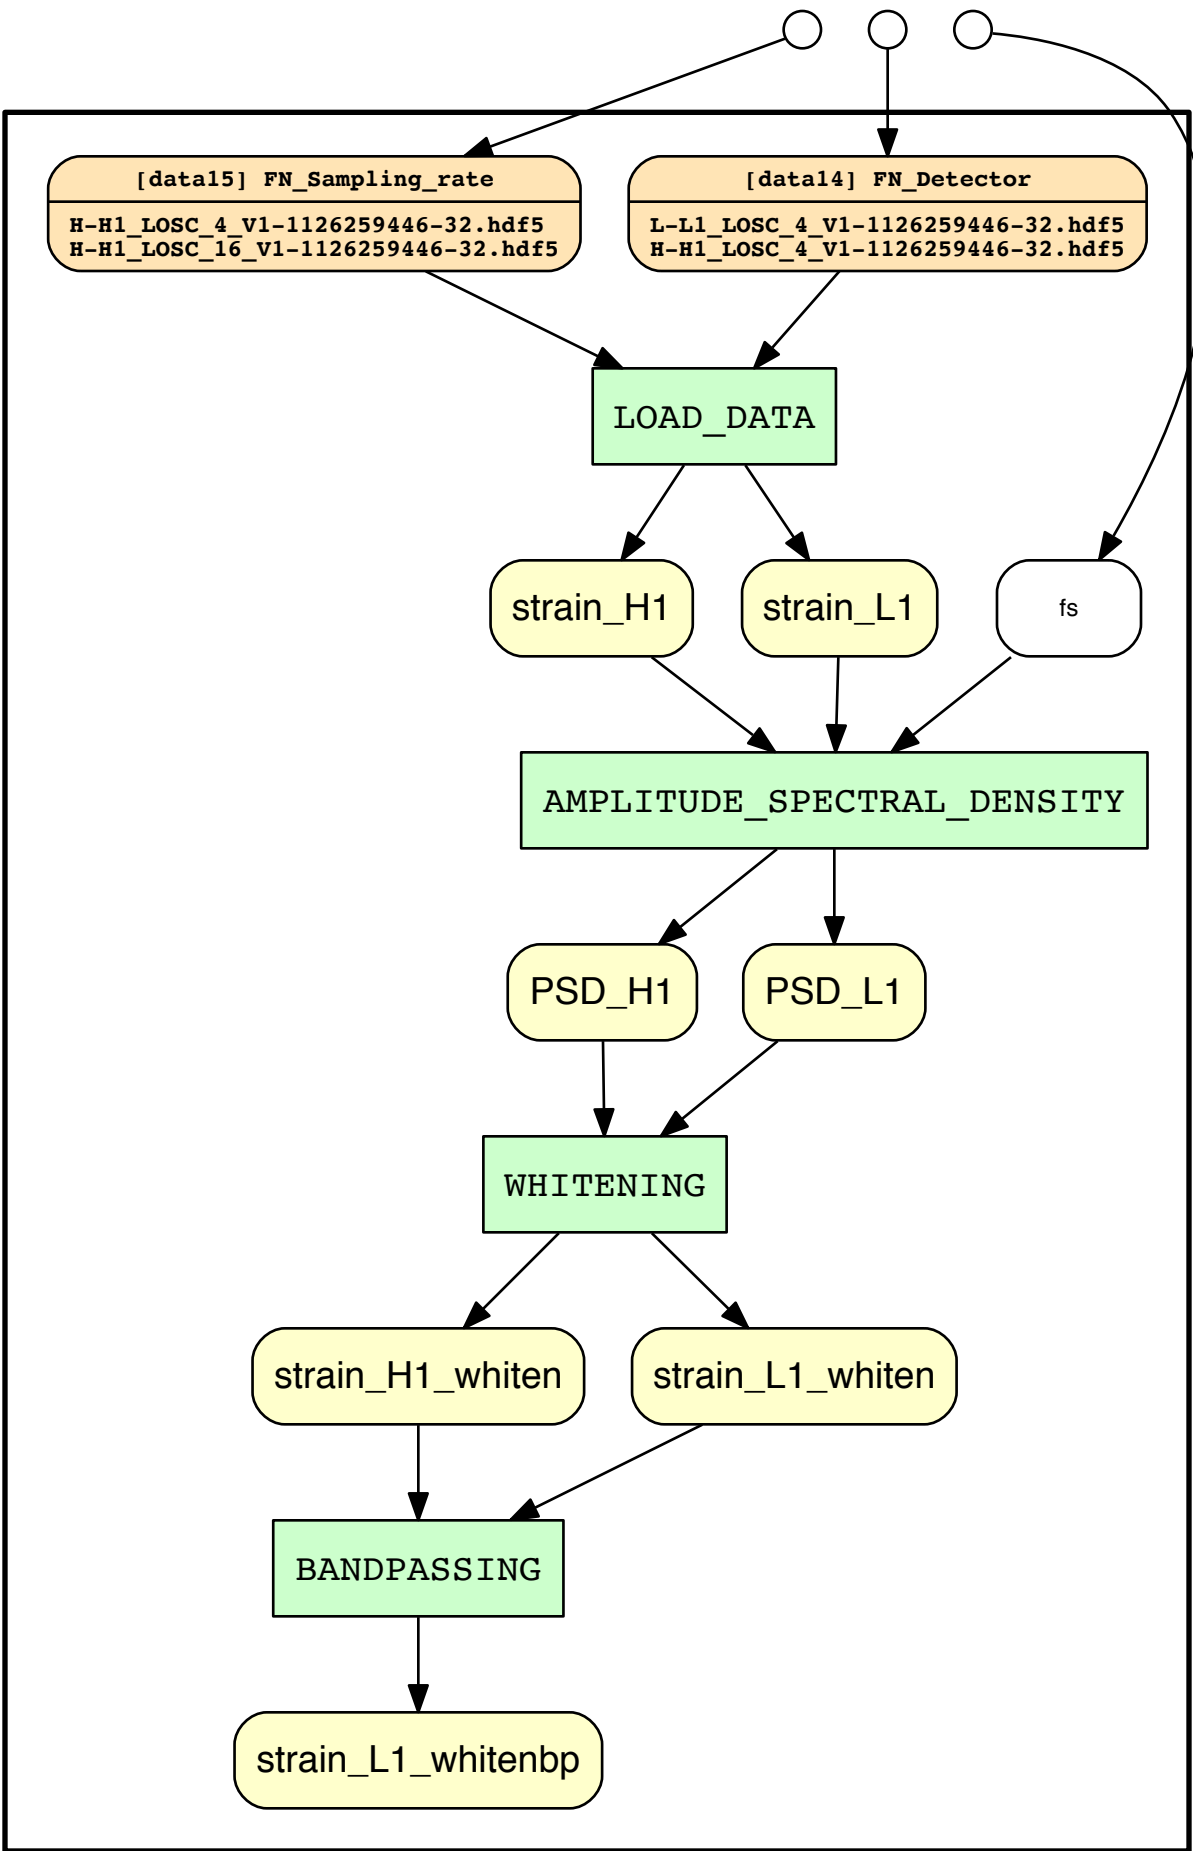 [data15] FN_Sampling_rate
H-H1_LOSC_4_V1-1126259446-32.hdf5
H-H1_LOSC_16_V1-1126259446-32.hdf5
[data14] FN_Detector
L-L1_LOSC_4_V1-1126259446-32.hdf5
H-H1_LOSC_4_V1-1126259446-32.hdf5
LOAD_DATA
strain_H1
strain_L1
fs
AMPLITUDE_SPECTRAL_DENSITY
PSD_H1
PSD_L1
WHITENING
strain_H1_whiten
strain_L1_whiten
BANDPASSING
strain_L1_whitenbp